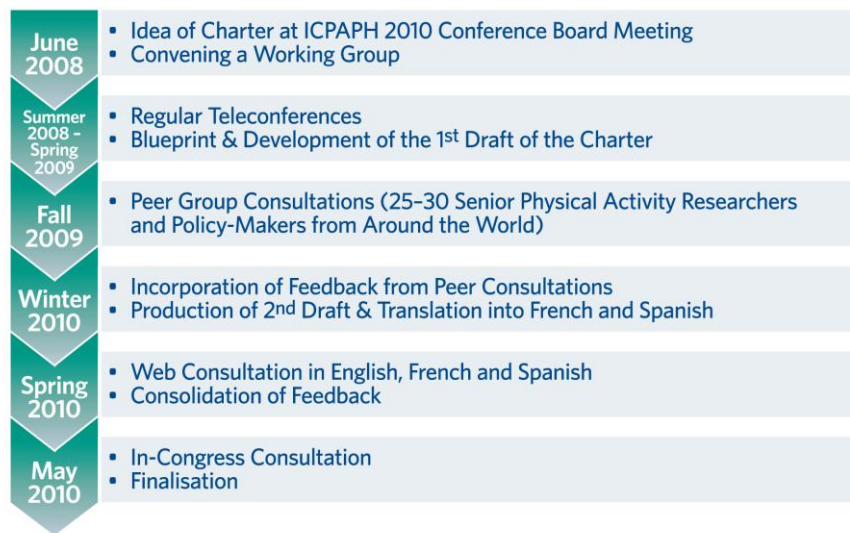 June
2008
• Idea of Charter at ICPAPH 2010 Conference Board Meeting
• Convening a Working Group
Summer
2008 –
Spring
2009
• Regular Teleconferences
• Blueprint & Development of the 1st Draft of the Charter
Fall
2009
• Peer Group Consultations (25–30 Senior Physical Activity Researchers
and Policy-Makers from Around the World)
Winter
2010
• Incorporation of Feedback from Peer Consultations
• Production of 2nd Draft & Translation into French and Spanish
Spring
2010
• Web Consultation in English, French and Spanish
• Consolidation of Feedback
May
2010
• In-Congress Consultation
• Finalisation